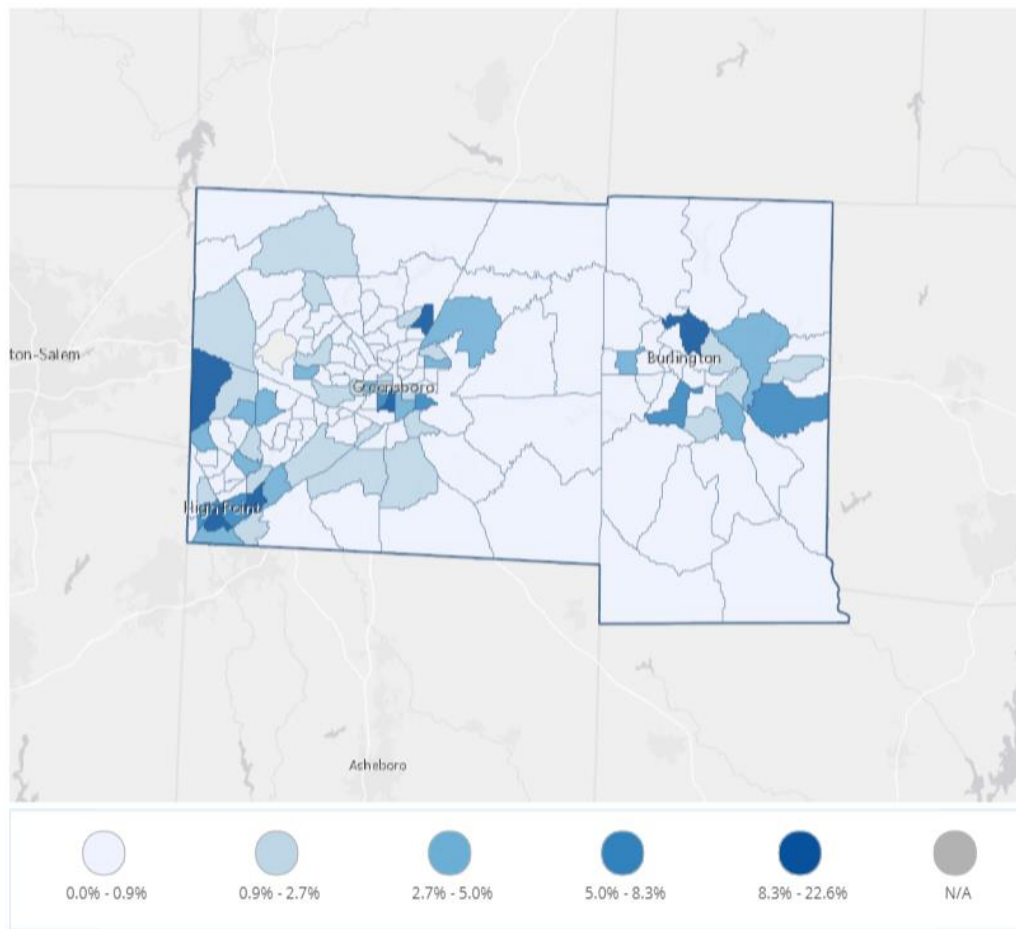 ton-Salem
Burlington
Greensboro
High Point
Asheboro
0.0% - 0.9%
0.9% - 2.7%
2.7% - 5.0%
5.0% - 8.3%
8.3% - 22.6%
N/A